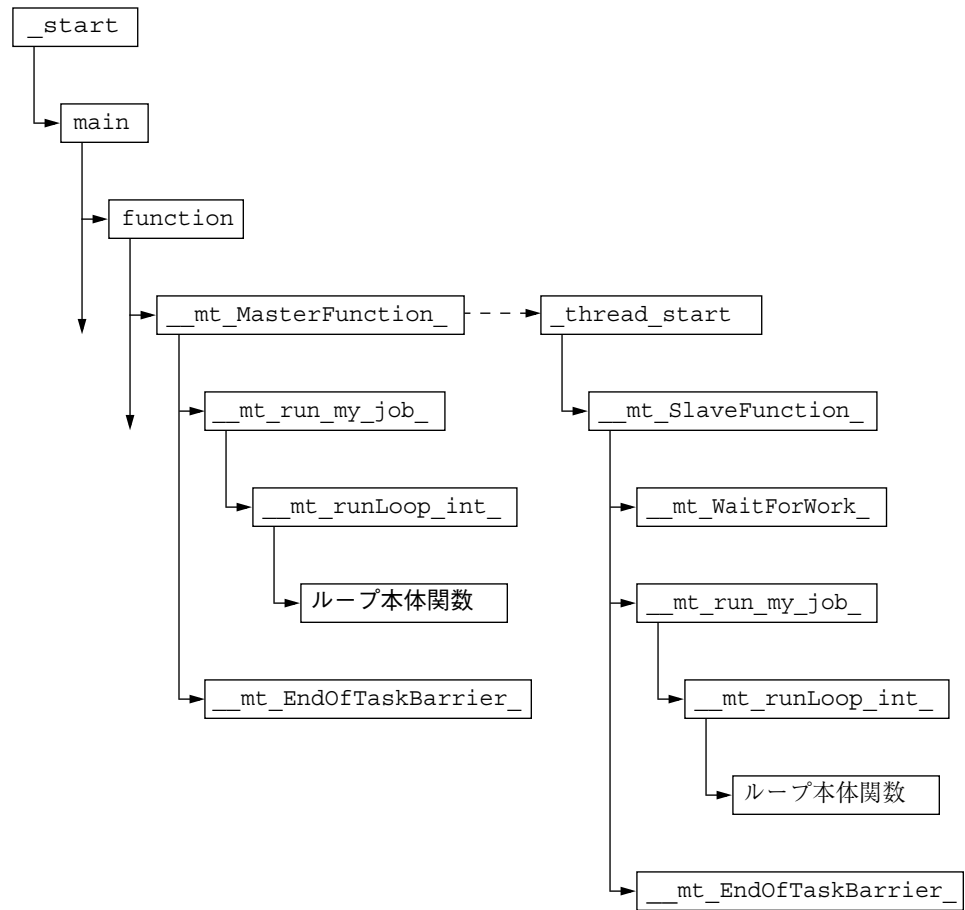 _start
main
function
__mt_MasterFunction_
_thread_start
__mt_run_my_job_
__mt_SlaveFunction_
__mt_runLoop_int_
__mt_WaitForWork_
ループ本体関数
__mt_run_my_job_
__mt_EndOfTaskBarrier_
__mt_runLoop_int_
ループ本体関数
__mt_EndOfTaskBarrier_